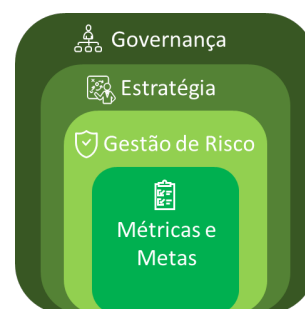 Governança
Estratégia
Gestão de Risco
Métricas e
Metas